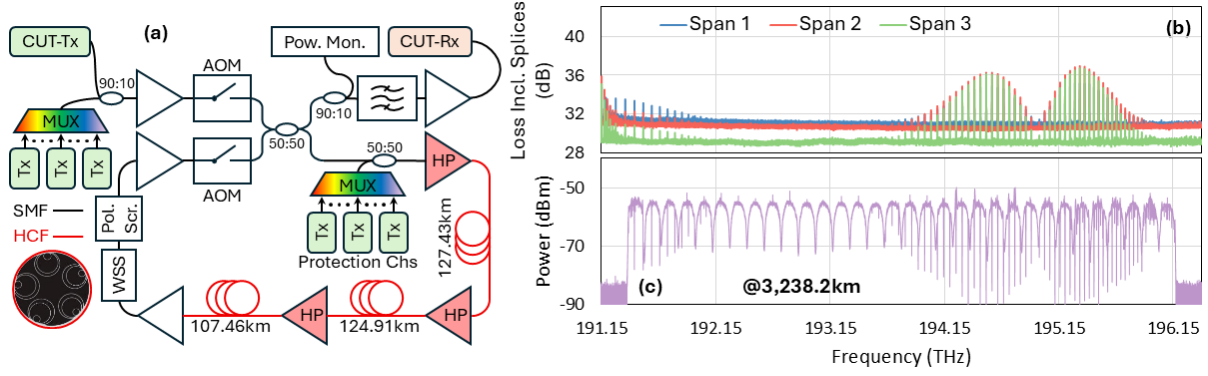 (a)
CUT-Tx
90:10
AOM
Pow. Mon.
CUT-Rx
90:10
MUX
Tx Tx Tx
50:50
50:50
HP
AOM
MUX
Tx Tx Tx
Protection Chs
SMF
HCF
Pol. Scr.
WSS
127.43km
107.46km
HP
124.91km
HP
Span 1 Span 2 Span 3
(b)
Loss Incl. Splices
(dB)
40
36
32
28
Power (dBm)
-50
-70
-90
(c)
@3,238.2km
191.15 192.15 193.15 194.15 195.15 196.15
Frequency (THz)